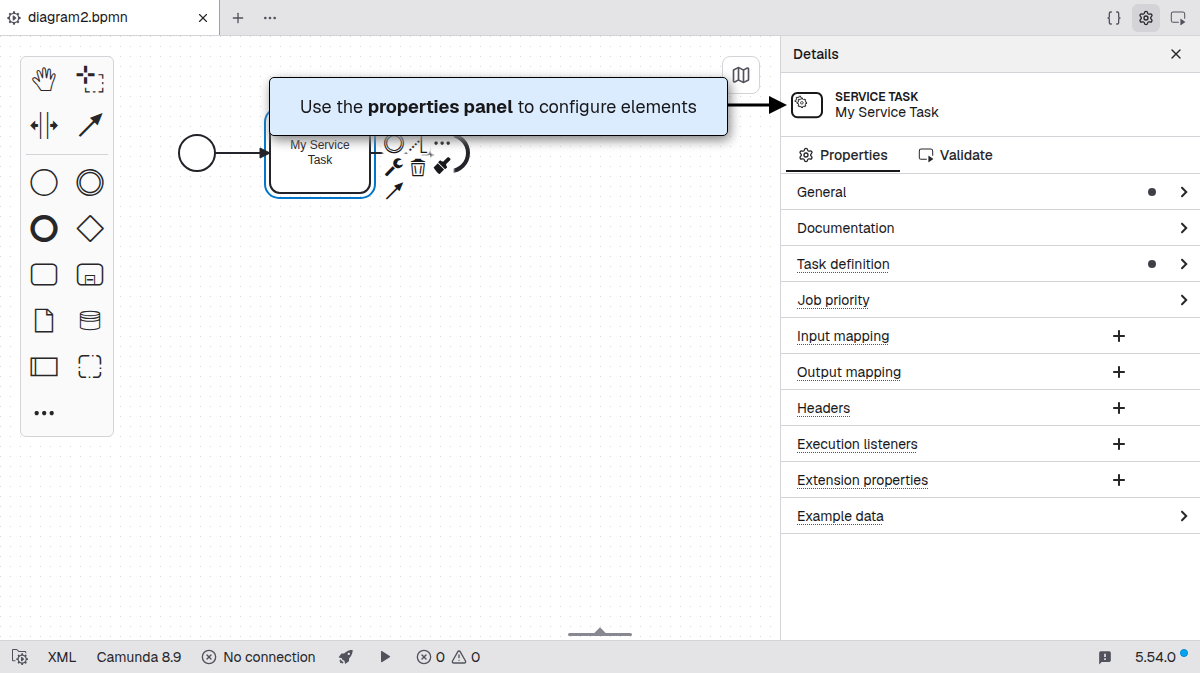 diagram2.bpmn
Details
Use the properties panel to configure elements
SERVICE TASK
My Service Task
My Service
Task
Properties
Validate
General
Documentation
Task definition
Job priority
Input mapping
Output mapping
Headers
Execution listeners
Extension properties
Example data
XML
Camunda 8.9
No connection
0
0
5.54.0